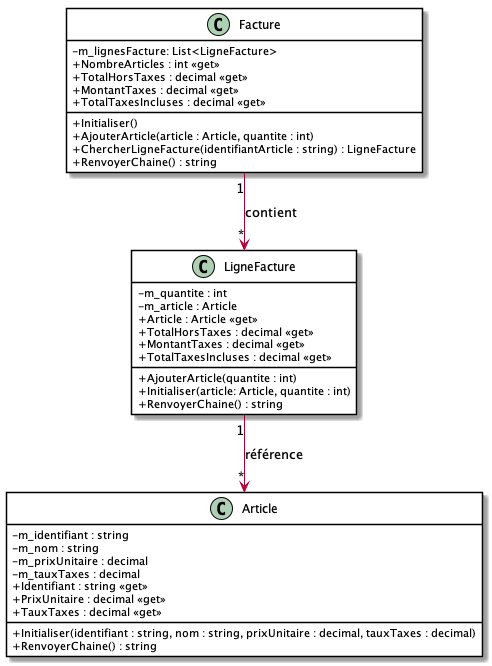 C Facture
-m_lignesFacture: List<LigneFacture>
+NombreArticles : int «get»
+TotalHorsTaxes : decimal «get»
+MontantTaxes : decimal «get»
+TotalTaxesIncluses : decimal «get»
+Initialiser()
+AjouterArticle(article : Article, quantite : int)
+ChercherLigneFacture(identifiantArticle : string) : LigneFacture
+RenvoyerChaine() : string
1
contient
*
C LigneFacture
-m_quantite : int
-m_article : Article
+Article : Article «get»
+TotalHorsTaxes : decimal «get»
+MontantTaxes : decimal «get»
+TotalTaxesIncluses : decimal «get»
+AjouterArticle(quantite : int)
+Initialiser(article: Article, quantite : int)
+RenvoyerChaine() : string
1
référence
*
C Article
-m_identifiant : string
-m_nom : string
-m_prixUnitaire : decimal
-m_tauxTaxes : decimal
+Identifiant : string «get»
+PrixUnitaire : decimal «get»
+TauxTaxes : decimal «get»
+Initialiser(identifiant : string, nom : string, prixUnitaire : decimal, tauxTaxes : decimal)
+RenvoyerChaine() : string